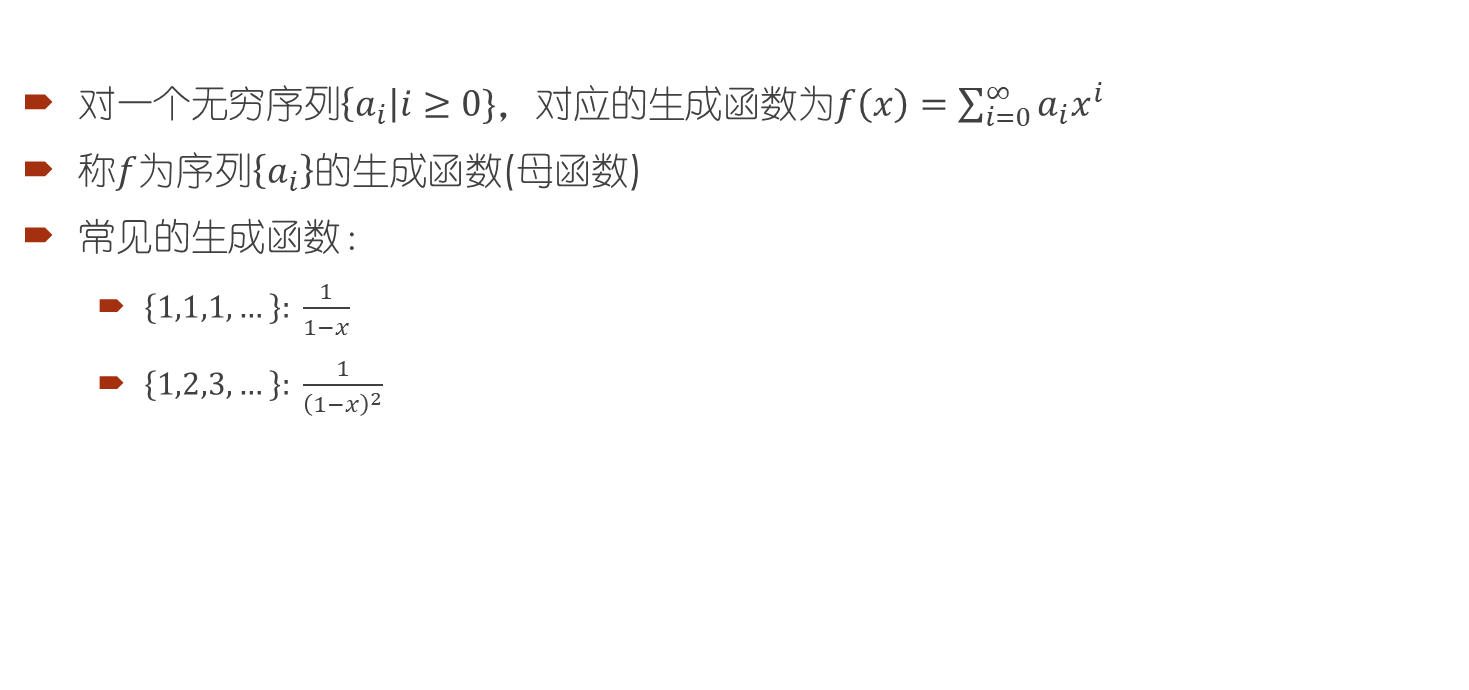 对一个无穷序列{aᵢ|i ≥ 0}，对应的生成函数为f(x) = ∑_{i=0}^{∞} aᵢxⁱ
称f为序列{aᵢ}的生成函数(母函数)
常见的生成函数:
{1,1,1, … }: \frac{1}{1−x}
{1,2,3, … }: \frac{1}{(1−x)^2}